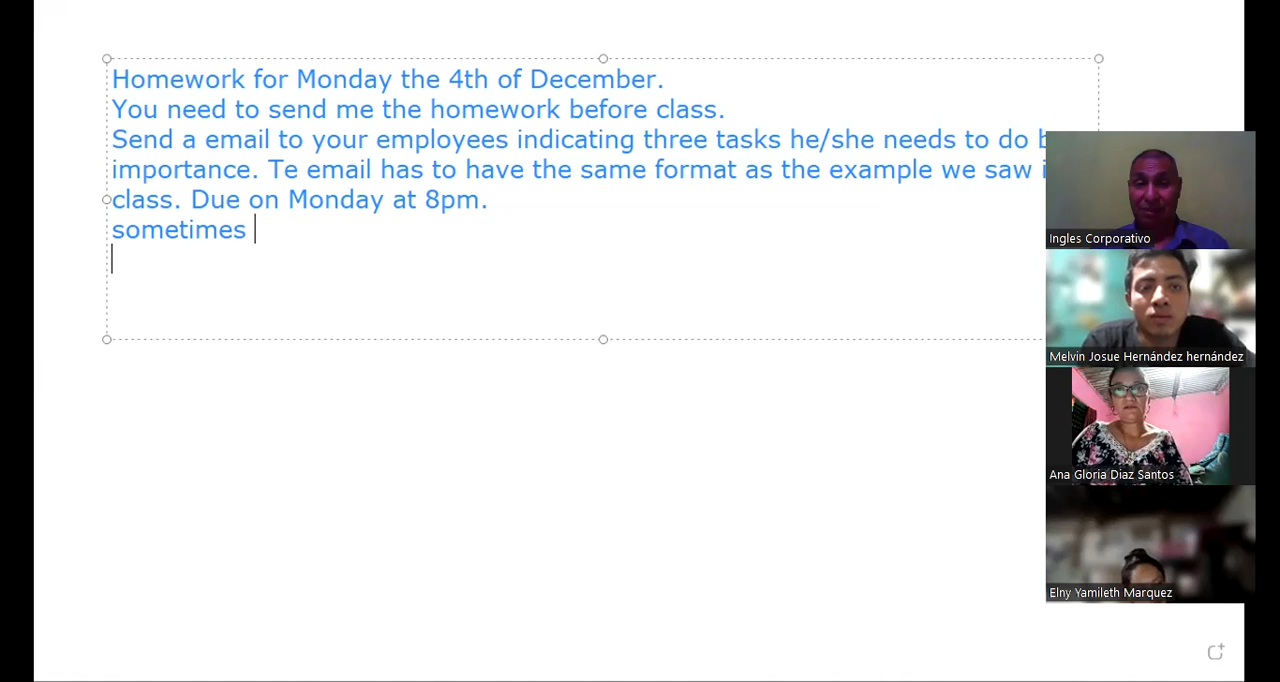 Homework for Monday the 4th of December.
You need to send me the homework before class.
Send a email to your employees indicating three tasks he/she needs to do
importance. Te email has to have the same format as the example we saw
class. Due on Monday at 8pm.
sometimes
Ingles Corporativo
Melvin Josue Hernández hernández
Ana Gloria Diaz Santos
Elny Yamileth Marquez